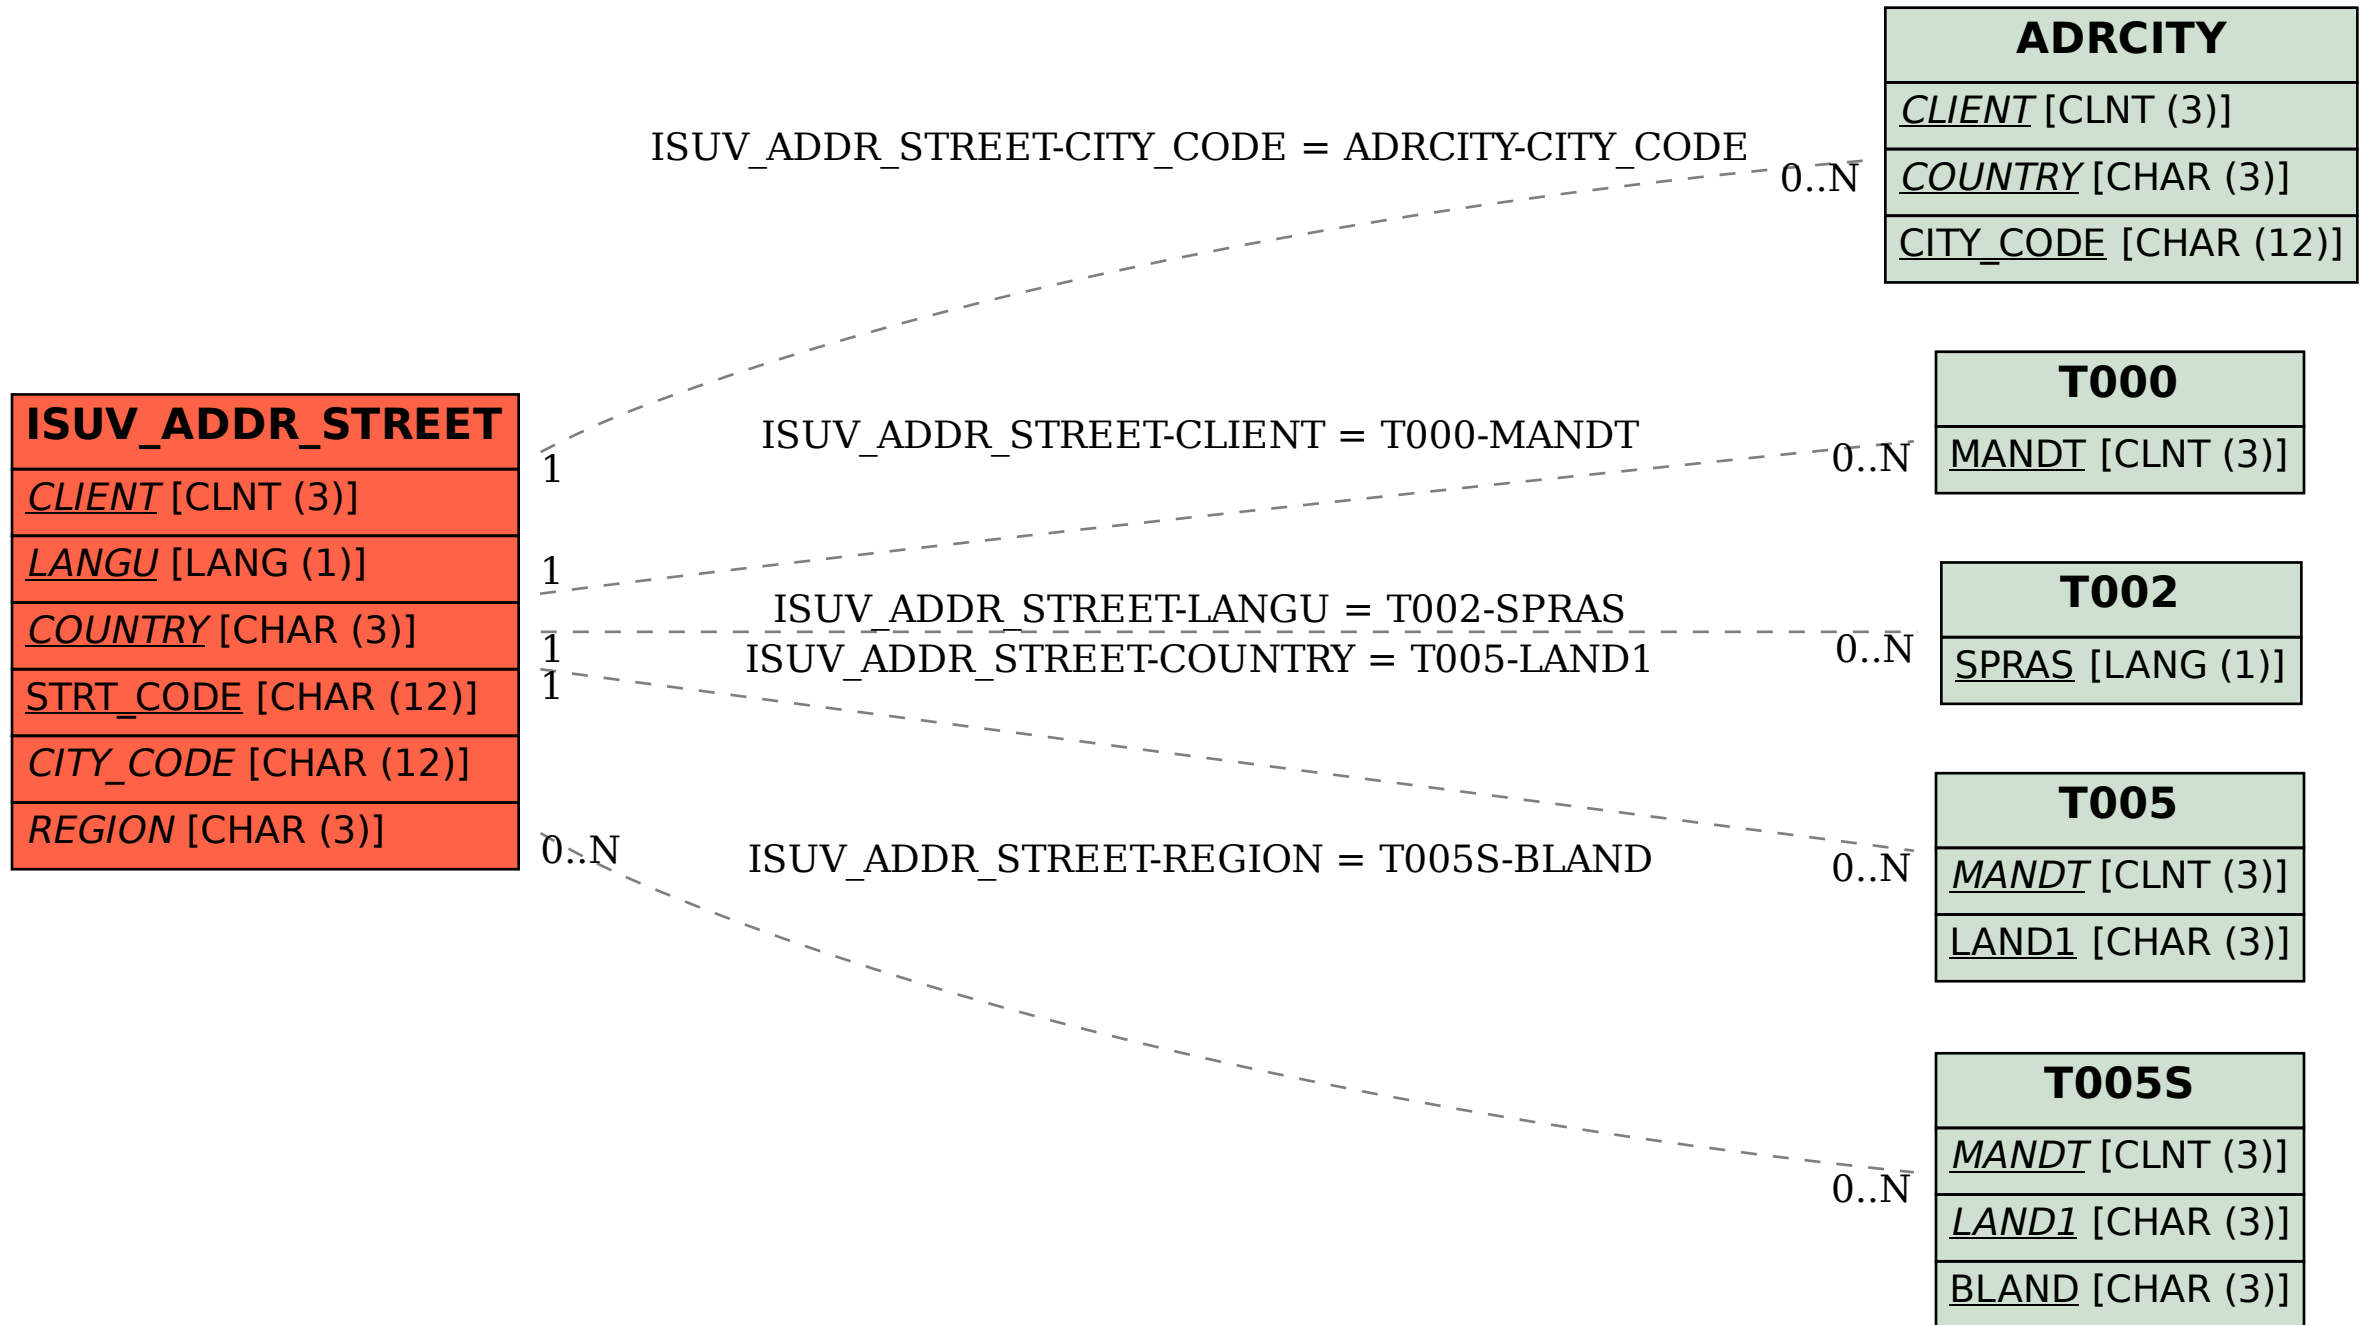 ADRCITY
CLIENT [CLNT (3)]
COUNTRY [CHAR (3)]
CITY_CODE [CHAR (12)]
ISUV_ADDR_STREET-CITY_CODE = ADRCITY-CITY_CODE
0..N
1
T000
MANDT [CLNT (3)]
ISUV_ADDR_STREET-CLIENT = T000-MANDT
0..N
1
ISUV_ADDR_STREET
CLIENT [CLNT (3)]
LANGU [LANG (1)]
COUNTRY [CHAR (3)]
STRT_CODE [CHAR (12)]
CITY_CODE [CHAR (12)]
REGION [CHAR (3)]
T002
SPRAS [LANG (1)]
ISUV_ADDR_STREET-LANGU = T002-SPRAS
0..N
1
ISUV_ADDR_STREET-COUNTRY = T005-LAND1
1
0..N
T005
MANDT [CLNT (3)]
LAND1 [CHAR (3)]
0..N
ISUV_ADDR_STREET-REGION = T005S-BLAND
0..N
T005S
MANDT [CLNT (3)]
LAND1 [CHAR (3)]
BLAND [CHAR (3)]